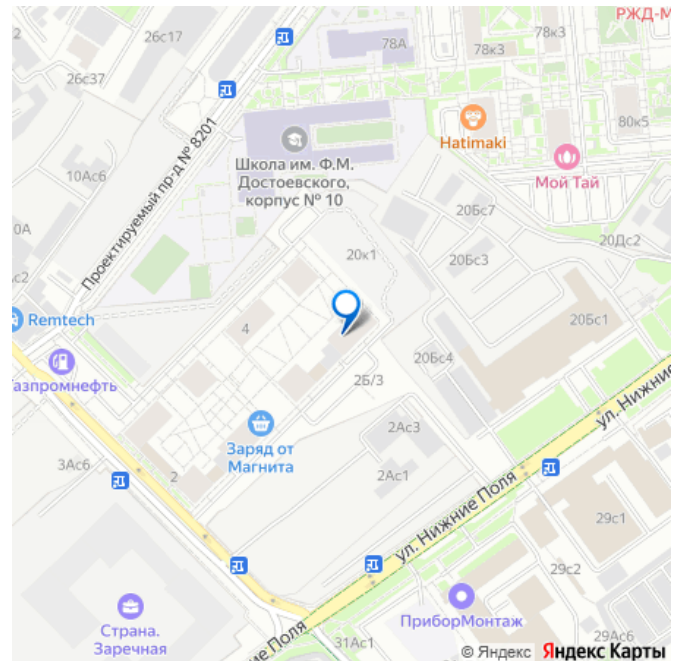 РЖД-М
26с17
78А
78к3
78к3
26с37
80к5
Hatimaki
Мой Тай
Школа им. Ф.М.
Достоевского,
корпус № 10
10Ас6
Проектируемый пр-д № 8201
20Бс7
20Дс2
0А
20к1
20Бс3
с2
Remtech
4
20Бс1
Газпромнефть
20Бс4
2Б/3
ул. Нижние
Заряд от
Магнита
2Ас3
3Ас6
2
2Ас1
ул. Нижние Поля
29с1
29с2
Страна.
Заречная
ПриборМонтаж
Нижние Поля
31Ас1
29Ас6
© Яндекс Яндекс Карты